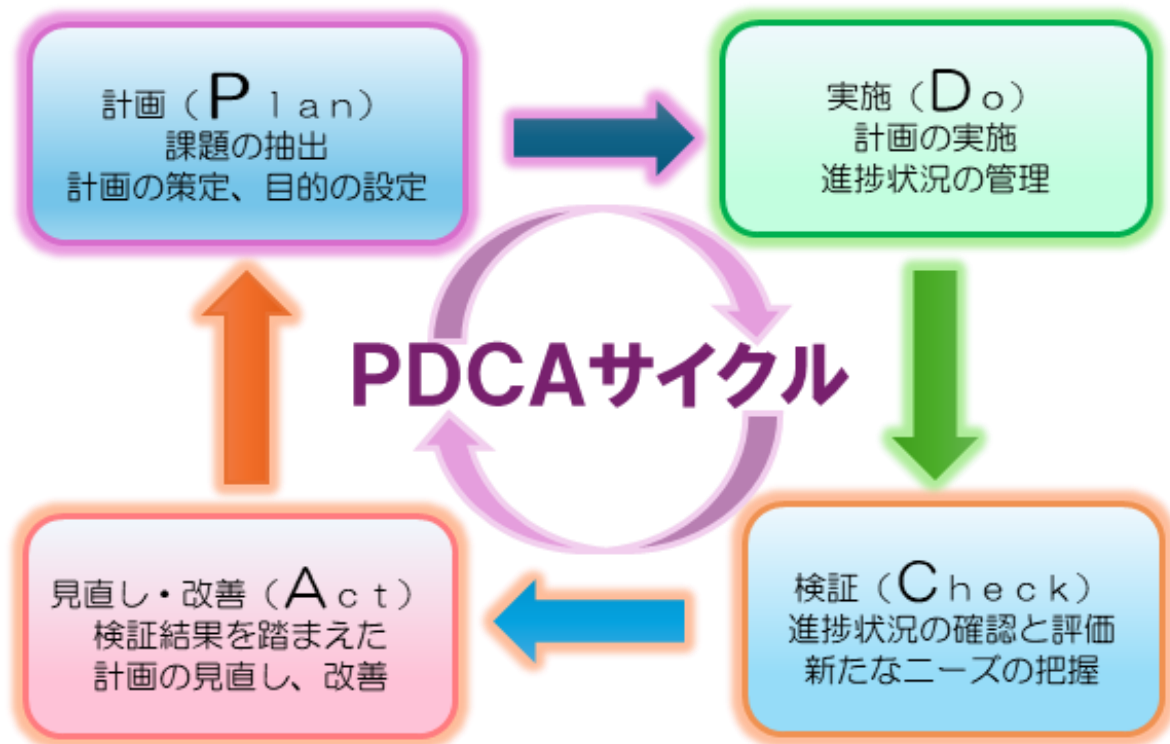 計画（Ｐｌａｎ）
課題の抽出
計画の策定、目的の設定
実施（Ｄｏ）
計画の実施
進捗状況の管理
PDCAサイクル
見直し・改善（Ａｃｔ）
検証結果を踏まえた
計画の見直し、改善
検証（Ｃｈｅｃｋ）
進捗状況の確認と評価
新たなニーズの把握